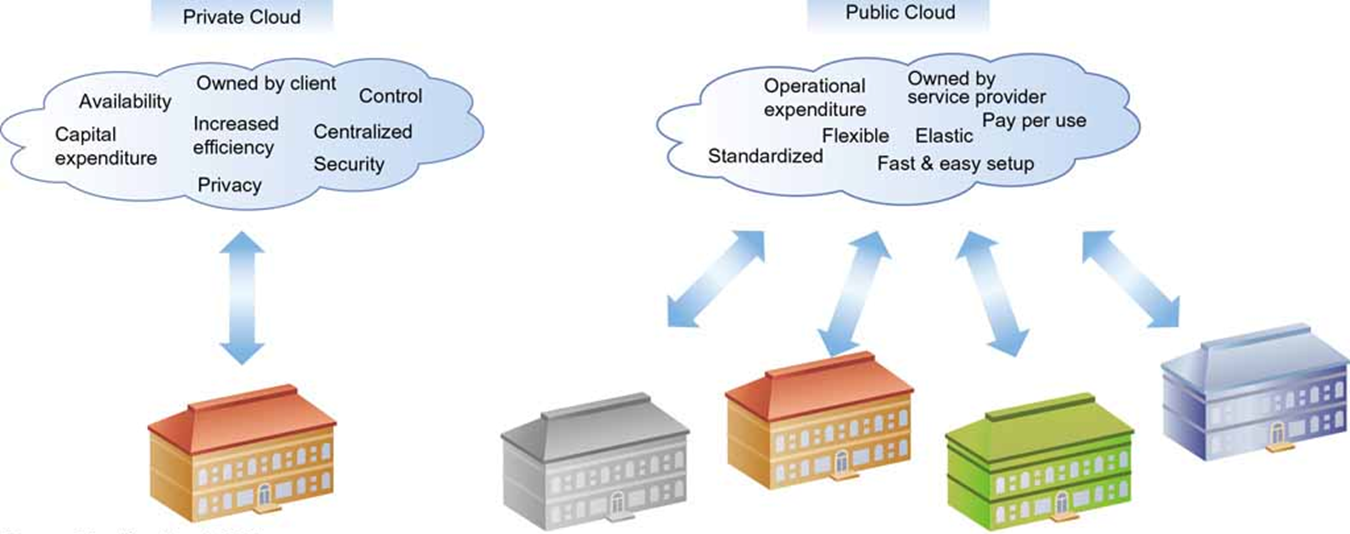 Private Cloud
Owned by client
Availability
Control
Capital
expenditure
Increased
efficiency
Centralized
Security
Privacy
Public Cloud
Operational
expenditure
Owned by
service provider
Pay per use
Flexible
Elastic
Standardized
Fast & easy setup